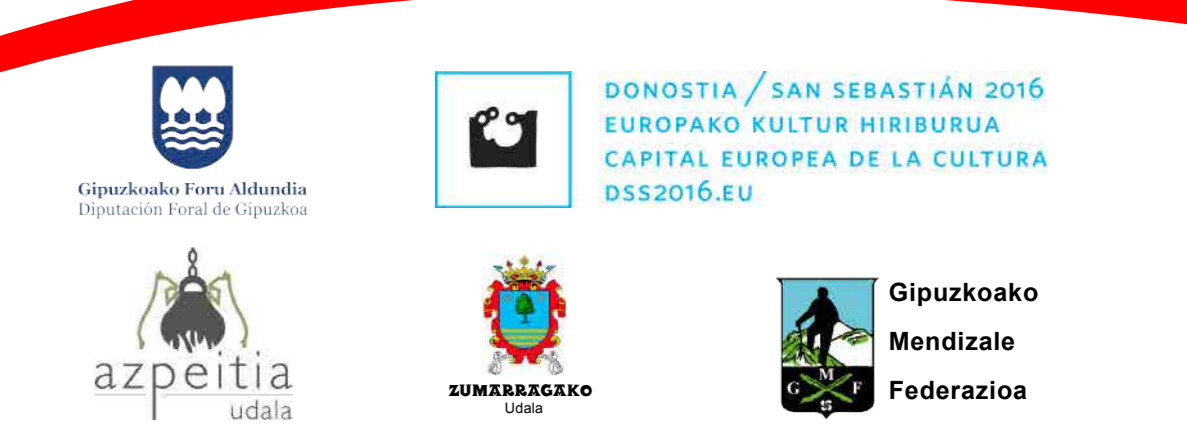 Gipuzkoako Foru Aldundia
Diputación Foral de Gipuzkoa
DONOSTIA / SAN SEBASTIÁN 2016
EUROPAKO KULTUR HIRIBURUA
CAPITAL EUROPEA DE LA CULTURA
DSS2016.EU
azpeitia
udala
ZUMARRAGAKO
Udala
G M F
Gipuzkoako
Mendizale
Federazioa